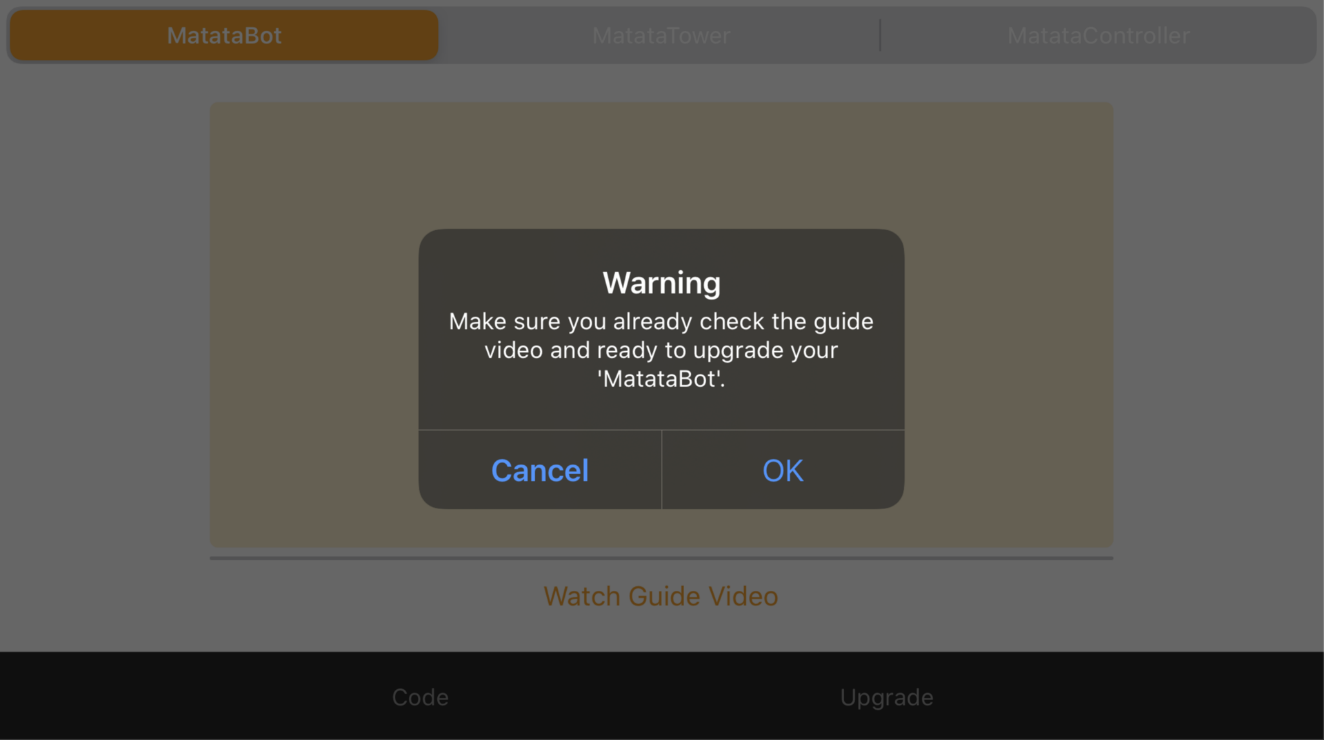 MatataBot
MatataTower
MatataController
Warning
Make sure you already check the guide
video and ready to upgrade your
'MatataBot'.
Cancel
OK
Watch Guide Video
Code
Upgrade